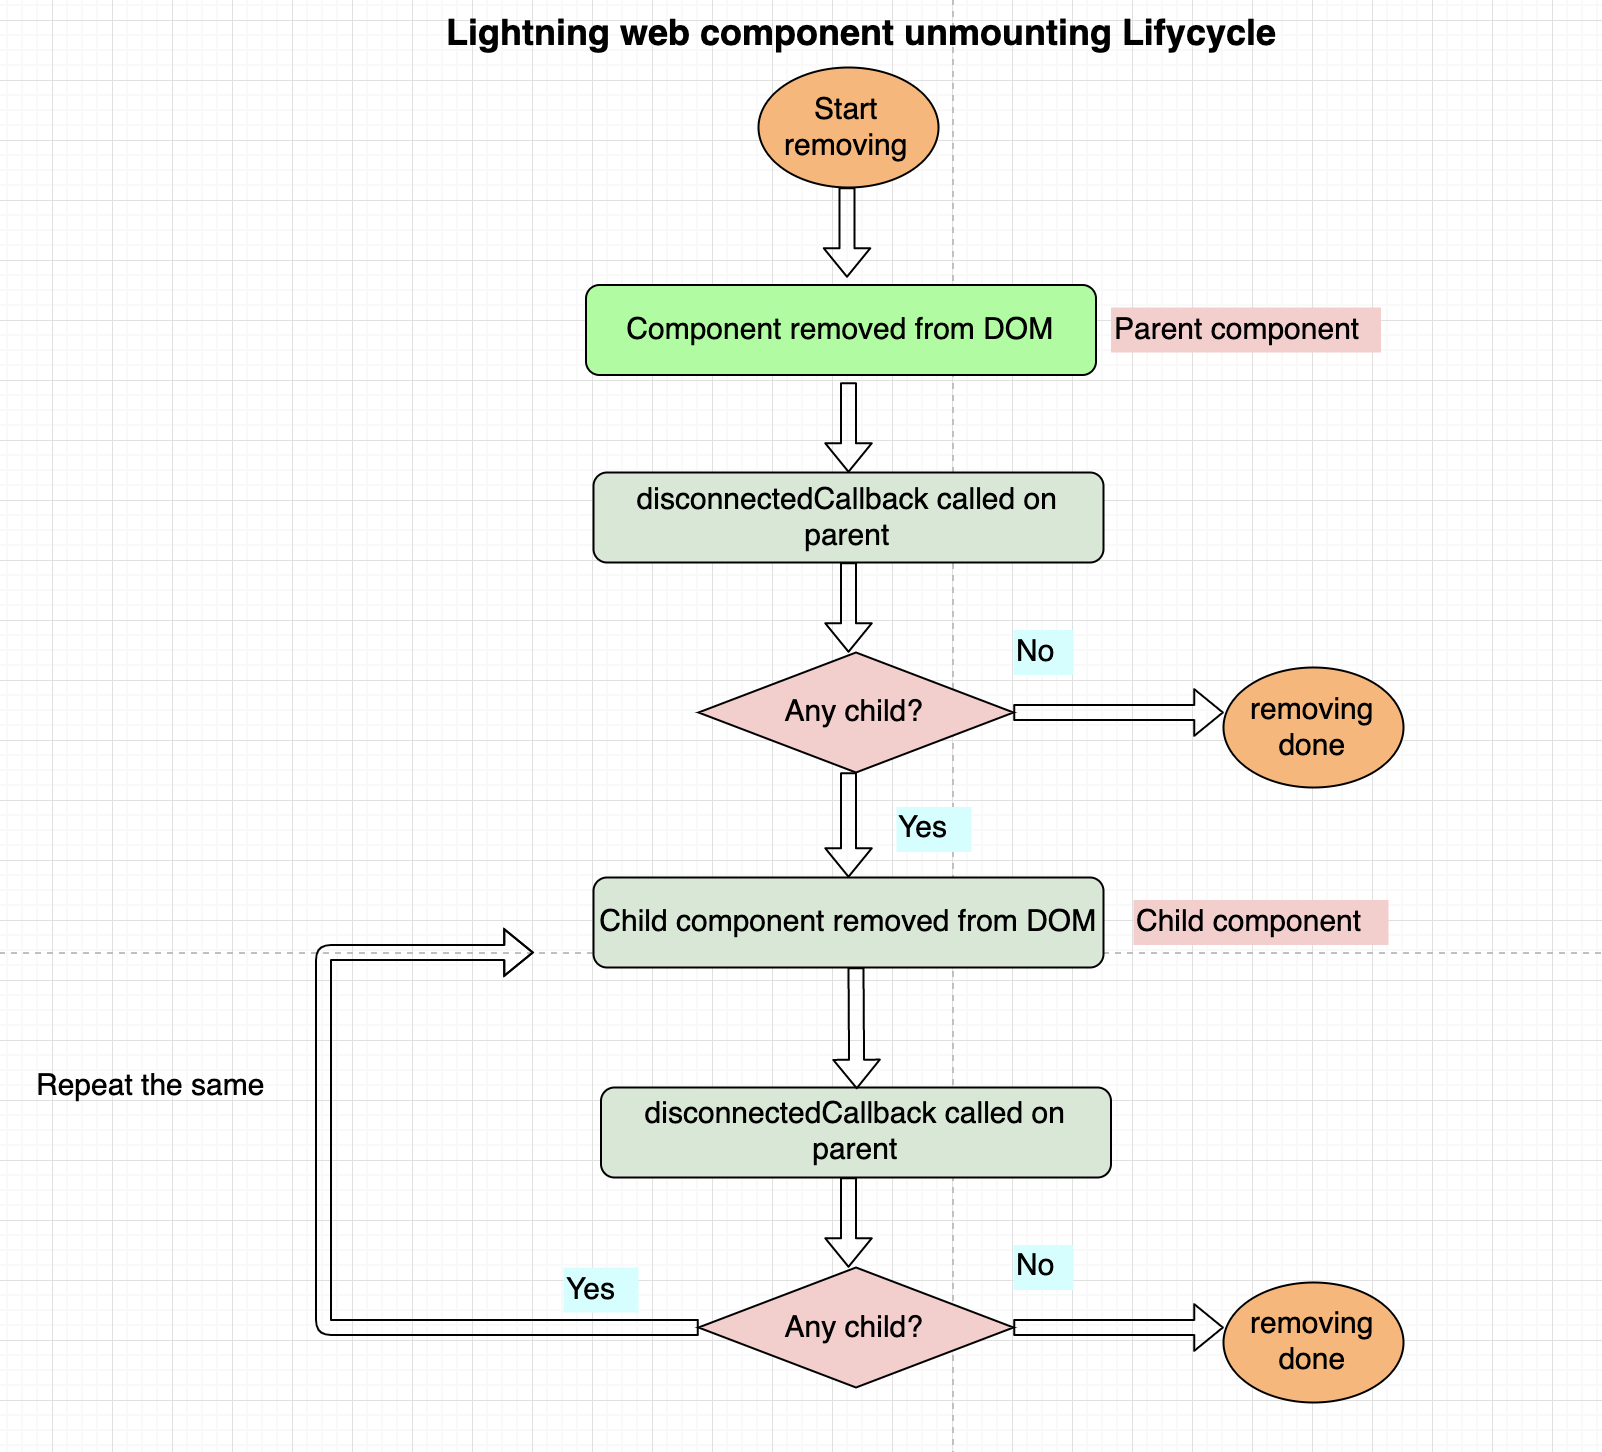 Lightning web component unmounting Lifycycle
Start
removing
Component removed from DOM
Parent component
disconnectedCallback called on
parent
No
Any child?
removing
done
Yes
Child component removed from DOM
Child component
Repeat the same
disconnectedCallback called on
parent
No
Yes
Any child?
removing
done